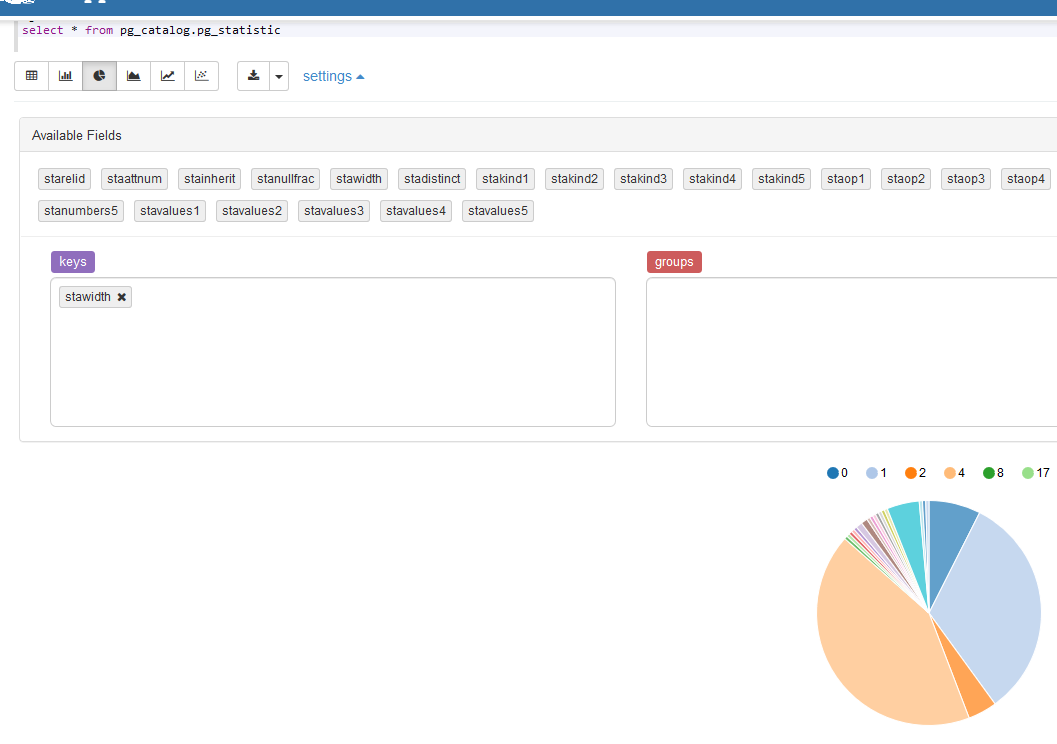 select * from pg_catalog.pg_statistic
settings
Available Fields
starelid staattnum stainherit stanullfrac stawidth stadistinct stakind1 stakind2 stakind3 stakind4 stakind5 staop1 staop2 staop3 staop4
stanumbers5 stavalues1 stavalues2 stavalues3 stavalues4 stavalues5
keys groups
stawidth
0 1 2 4 8 17